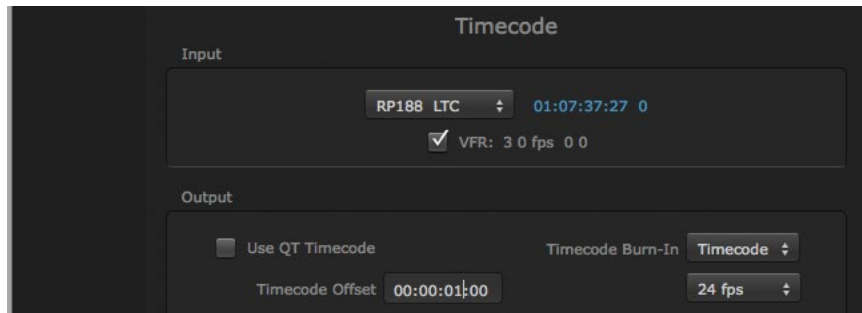 Timecode
Input
RP188 LTC 01:07:37:27 0
VFR: 3 0 fps 0 0
Output
Use QT Timecode Timecode Burn-In Timecode
Timecode Offset 00:00:01:00 24 fps